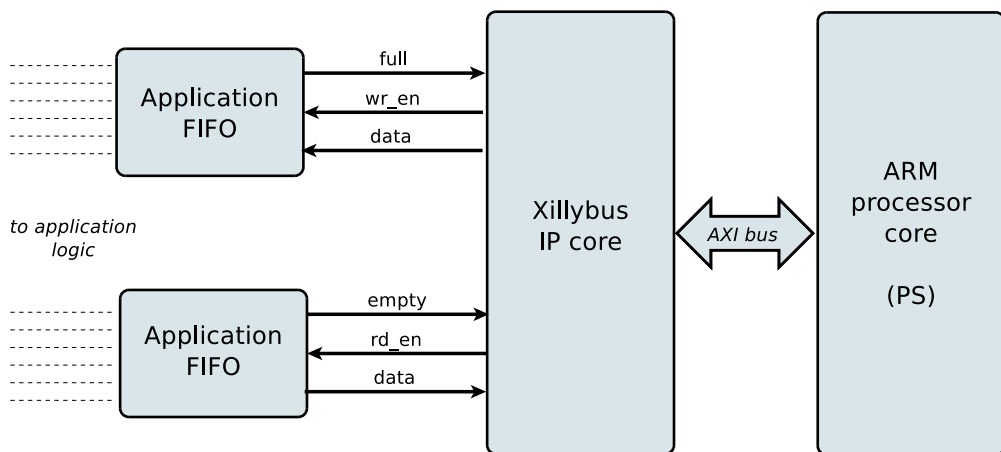 full
wr_en
data
Application
FIFO
to application
logic
empty
rd_en
data
Application
FIFO
Xillybus
IP core
AXI bus
ARM
processor
core
(PS)